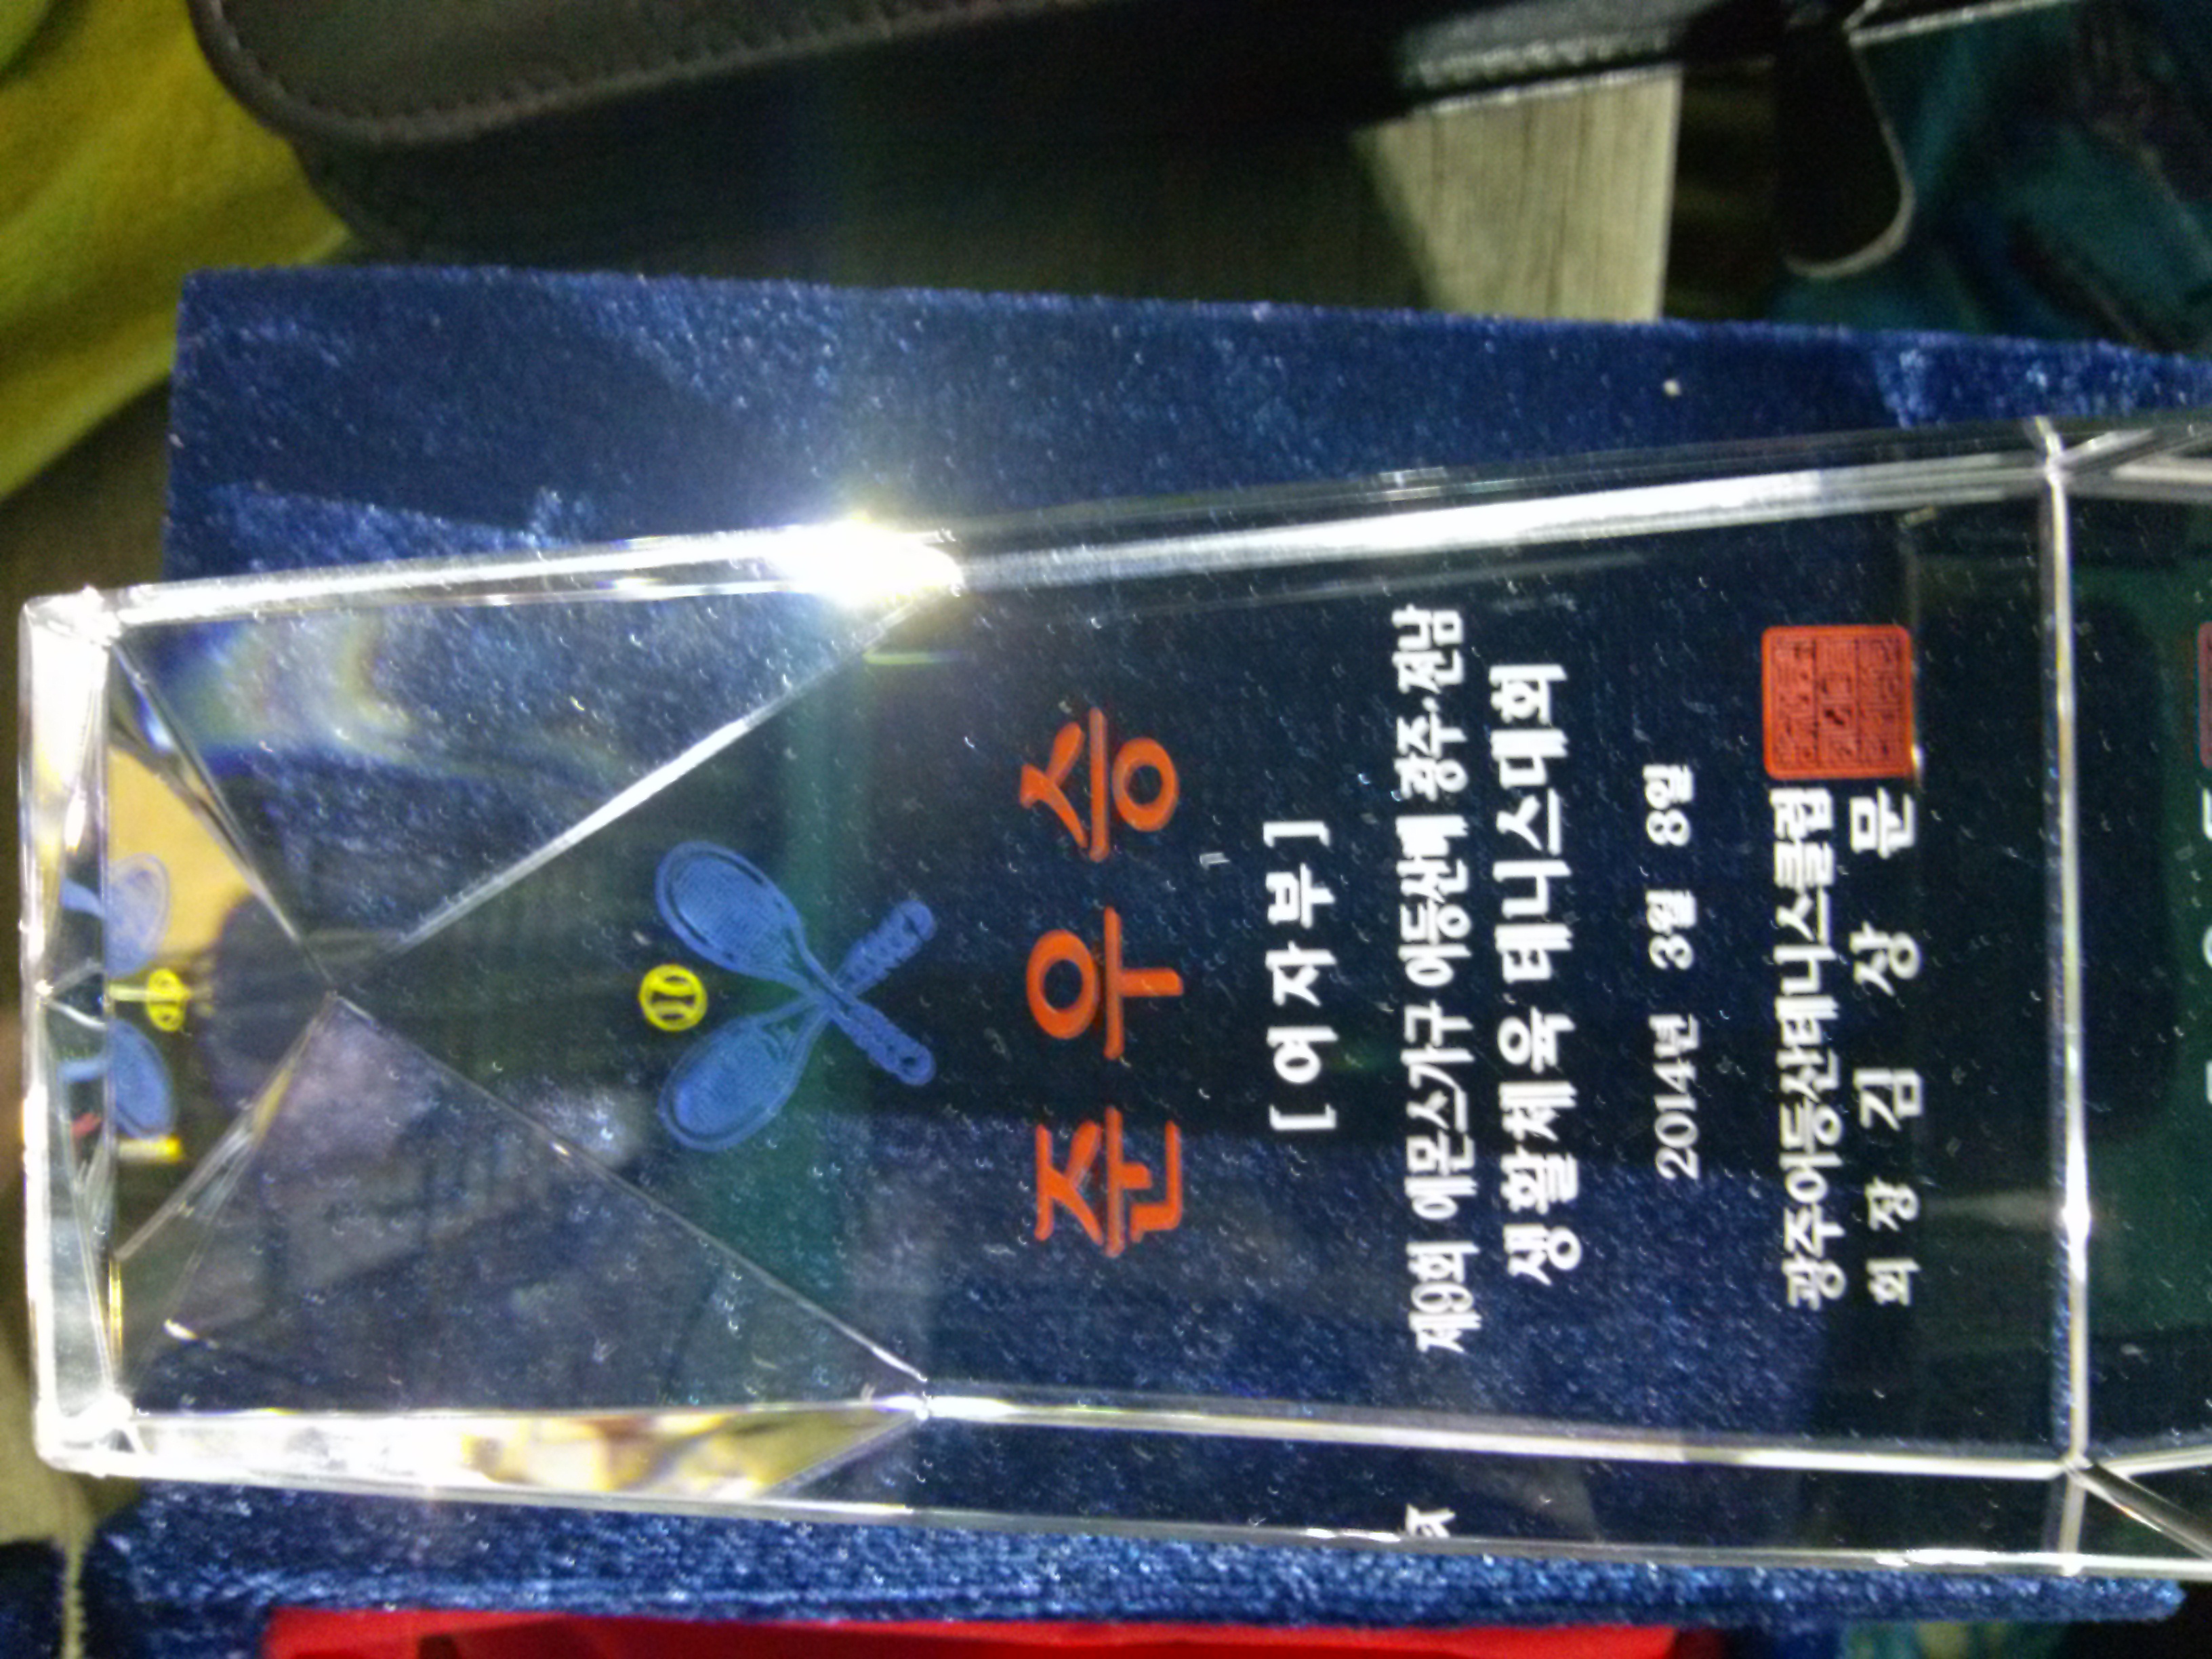 준우승
[여자부]
제9회 에몬스가구 어등산배 광주·전남
생활체육 테니스대회
2014년 3월 8일
광주어등산테니스클럽
회장 김상문